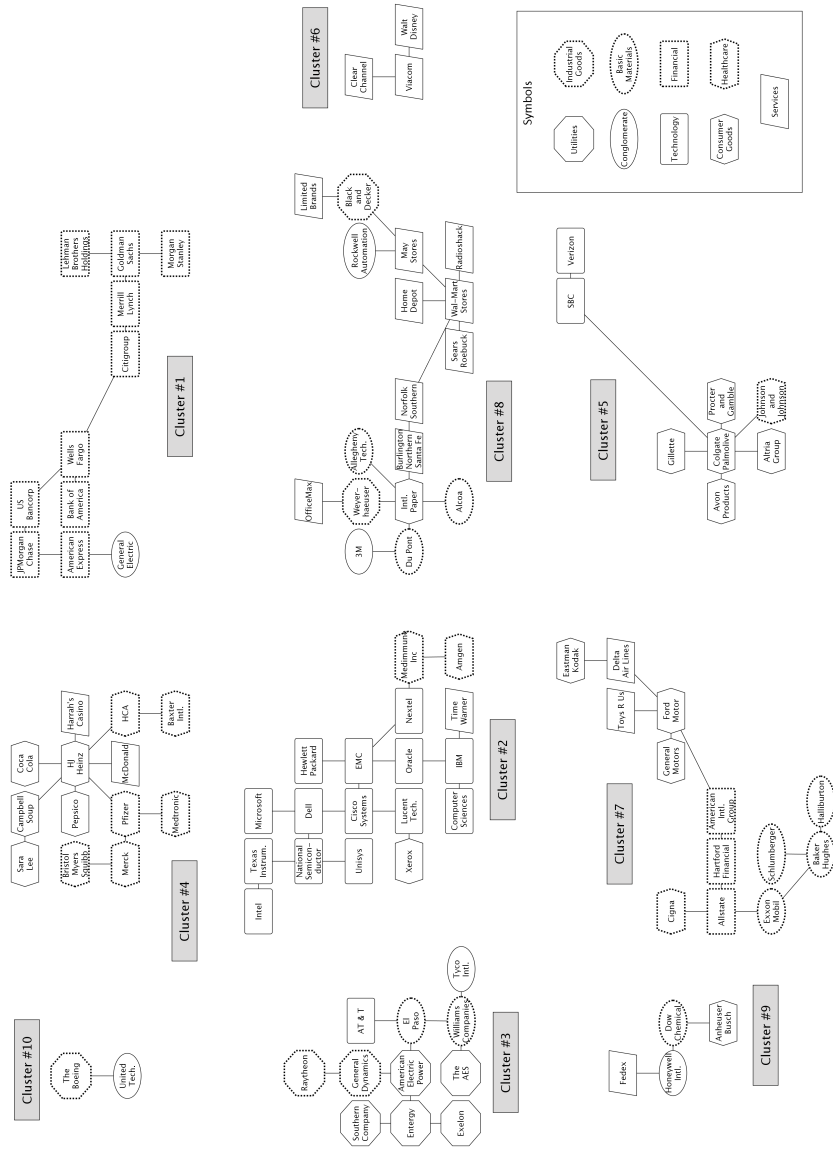 Cluster #10
The
Boeing
United
Tech.
Cluster #4
Sara
Lee
Campbell
Soup
Coca
Cola
Bristol
Myers
Squibb
Pepsico
HJ
Heinz
Harrah's
Casino
Merck
Pfizer
McDonald
HCA
Medtronic
Baxter
Intl.
Cluster #1
JPMorgan
Chase
US
Bancorp
American
Express
Bank of
America
Wells
Fargo
General
Electric
Citigroup
Merrill
Lynch
Goldman
Sachs
Lehman
Brothers
Holdings
Morgan
Stanley
Cluster #3
Raytheon
Southern
Company
General
Dynamics
AT & T
Entergy
American
Electric
Power
El
Paso
Exelon
The
AES
Williams
Companies
Tyco
Intl.
Cluster #2
Intel
Texas
Instrum.
Microsoft
National
Semicon-
ductor
Dell
Hewlett
Packard
Unisys
Cisco
Systems
EMC
Xerox
Lucent
Tech.
Oracle
Nextel
Medimmune
Inc
Computer
Sciences
IBM
Time
Warner
Amgen
Cluster #8
OfficeMax
3M
Weyer-
haeuser
Allegheny
Tech.
Du Pont
Intl.
Paper
Burlington
Northern
Santa Fe
Norfolk
Southern
Alcoa
Sears
Roebuck
Wal-Mart
Stores
Radioshack
Home
Depot
May
Stores
Rockwell
Automation
Black
and
Decker
Limited
Brands
Cluster #6
Clear
Channel
Viacom
Walt
Disney
Cluster #9
Fedex
Honeywell
Intl.
Dow
Chemical
Anheuser
Busch
Cluster #7
Cigna
Allstate
Hartford
Financial
American
Intl.
Group
Exxon
Mobil
Schlumberger
Baker
Hughes
Halliburton
General
Motors
Ford
Motor
Toys R Us
Delta
Air Lines
Eastman
Kodak
Cluster #5
Gillette
Avon
Products
Colgate
Palmolive
Procter
and
Gamble
Altria
Group
Johnson
and
Johnson
SBC
Verizon
Symbols
Utilities
Industrial
Goods
Conglomerate
Basic
Materials
Technology
Financial
Consumer
Goods
Healthcare
Services